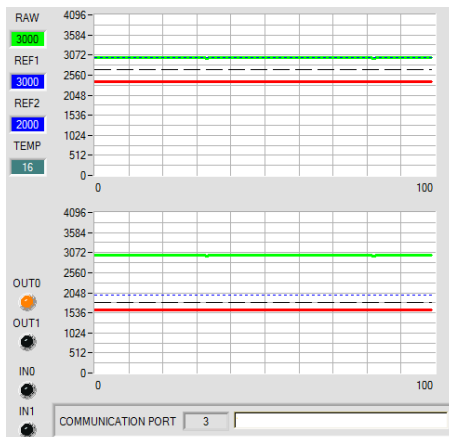 RAW
3000
REF1
3000
REF2
2000
TEMP
16
4096
3584
3072
2560
2048
1536
1024
512
0
0 100
4096
3584
3072
2560
2048
1536
1024
512
0
0 100
OUT0
OUT1
IN0
IN1
COMMUNICATION PORT 3